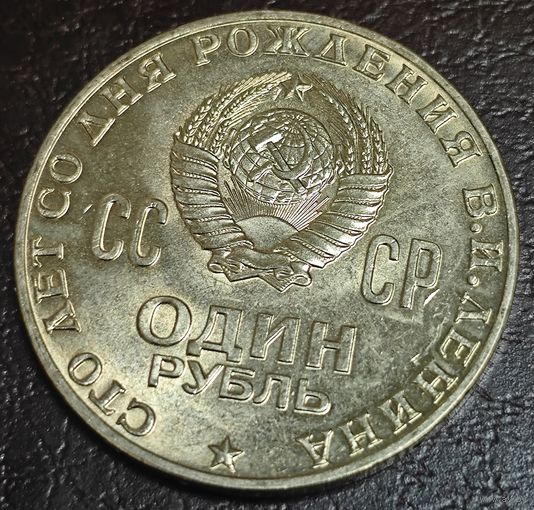 СТО ЛЕТ СО ДНЯ РОЖДЕНИЯ В.И.ЛЕНИНА
СС СР
ОДИН
РУБЛЬ